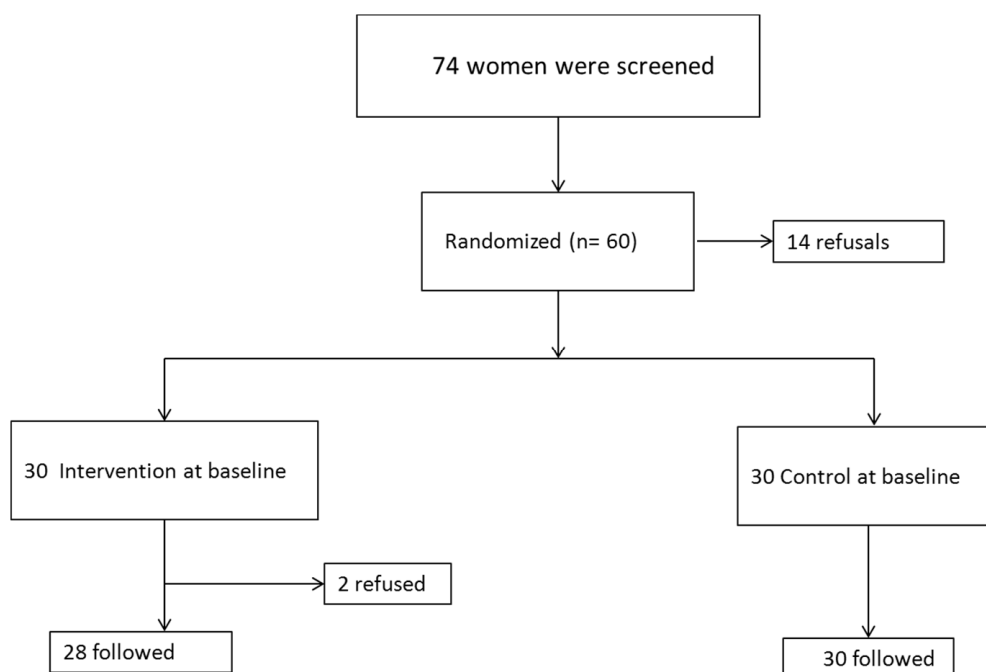 74 women were screened
Randomized (n= 60)
14 refusals
30 Intervention at baseline
30 Control at baseline
2 refused
28 followed
30 followed